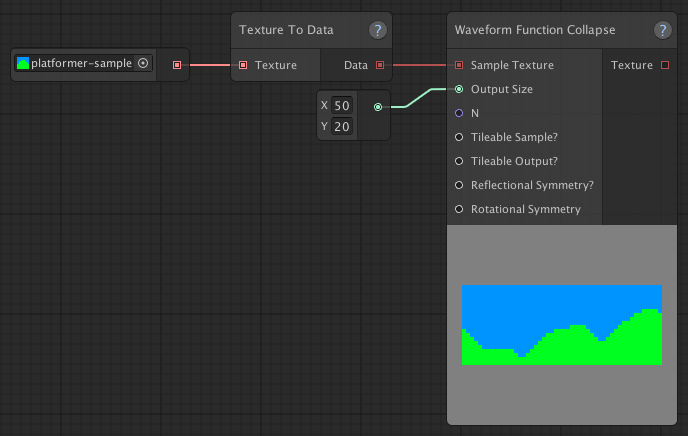 Texture To Data ?
Waveform Function Collapse ?
platformer-sample
Texture
Data
Sample Texture
Texture
Output Size
X 50
Y 20
N
Tileable Sample?
Tileable Output?
Reflectional Symmetry?
Rotational Symmetry